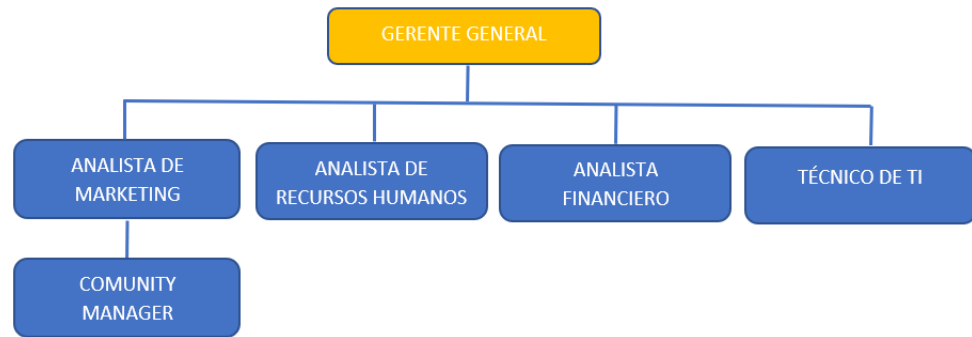 GERENTE GENERAL
ANALISTA DE
MARKETING
ANALISTA DE
RECURSOS HUMANOS
ANALISTA
FINANCIERO
TÉCNICO DE TI
COMUNITY
MANAGER